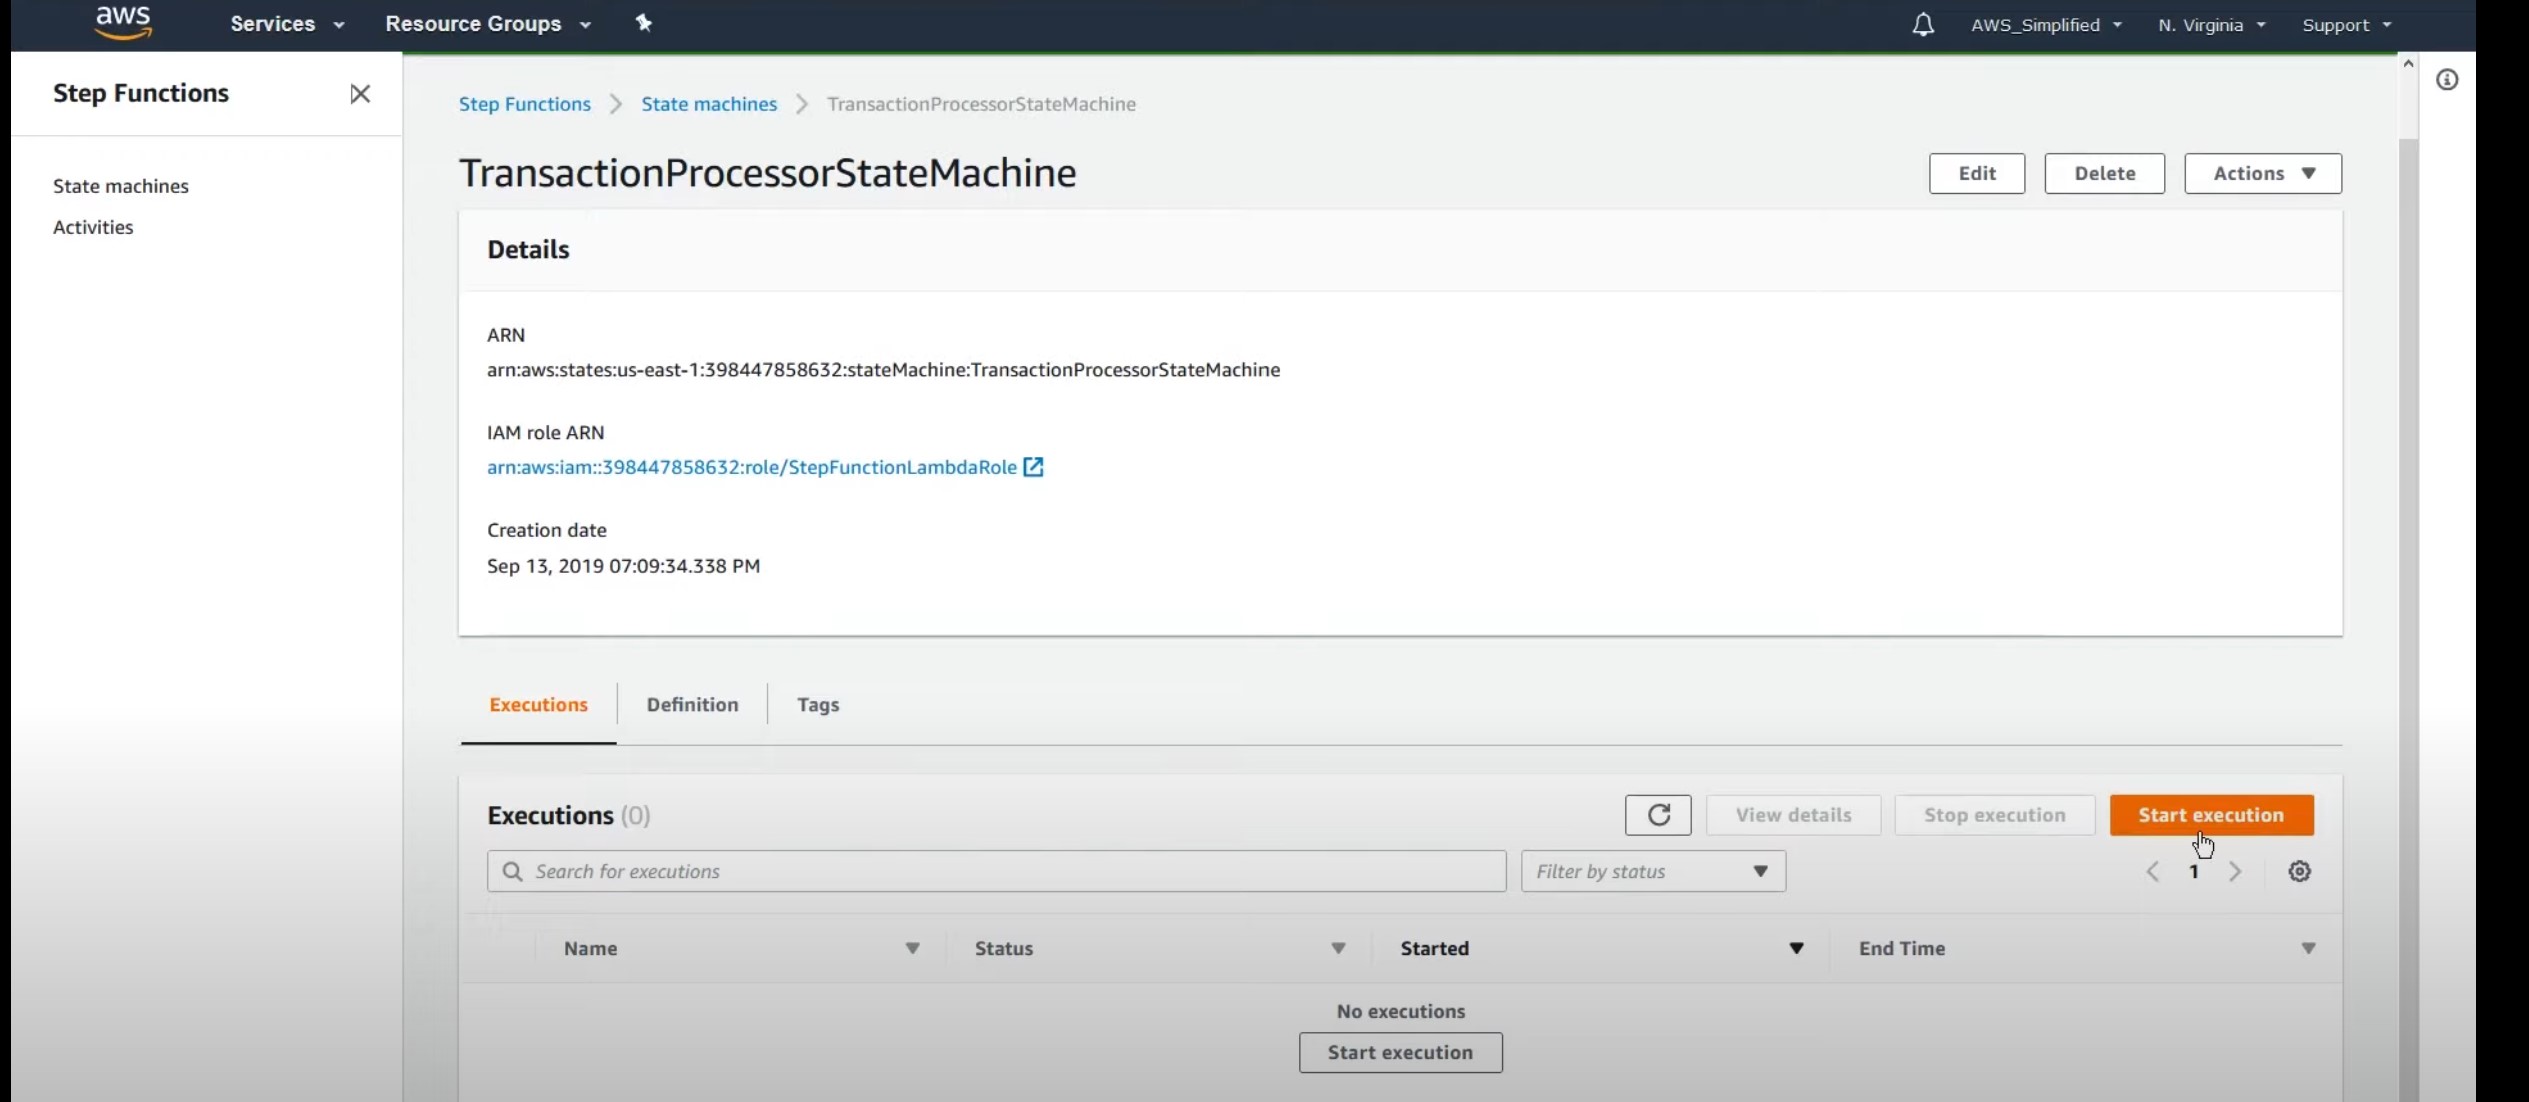 aws Services Resource Groups AWS_Simplified N. Virginia Support
Step Functions
State machines
Activities
Step Functions State machines TransactionProcessorStateMachine
TransactionProcessorStateMachine Edit Delete Actions
Details
ARN
arn:aws:states:us-east-1:398447858632:stateMachine:TransactionProcessorStateMachine
IAM role ARN
arn:aws:iam::398447858632:role/StepFunctionLambdaRole
Creation date
Sep 13, 2019 07:09:34.338 PM
Executions Definition Tags
Executions (0) View details Stop execution Start execution
Search for executions Filter by status 1
Name Status Started End Time
No executions
Start execution